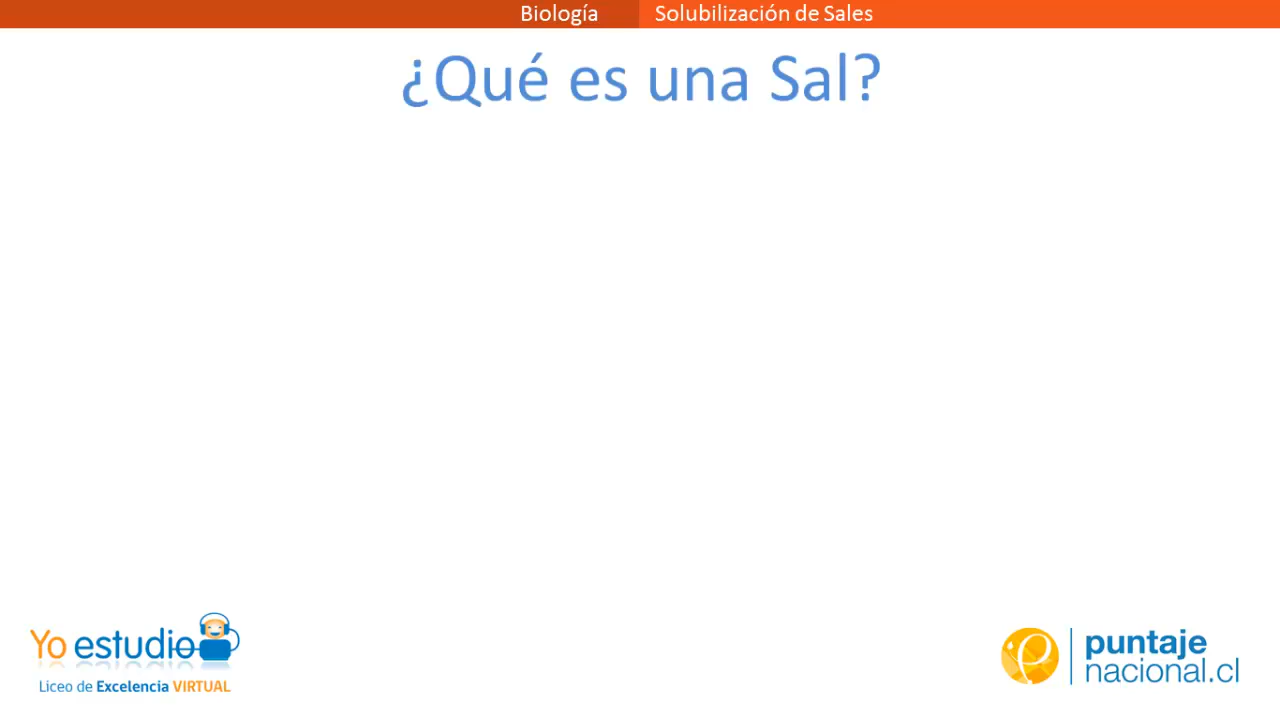 Biología Solubilización de Sales
¿Qué es una Sal?
Yo estudio
Liceo de Excelencia VIRTUAL
puntaje
nacional.cl